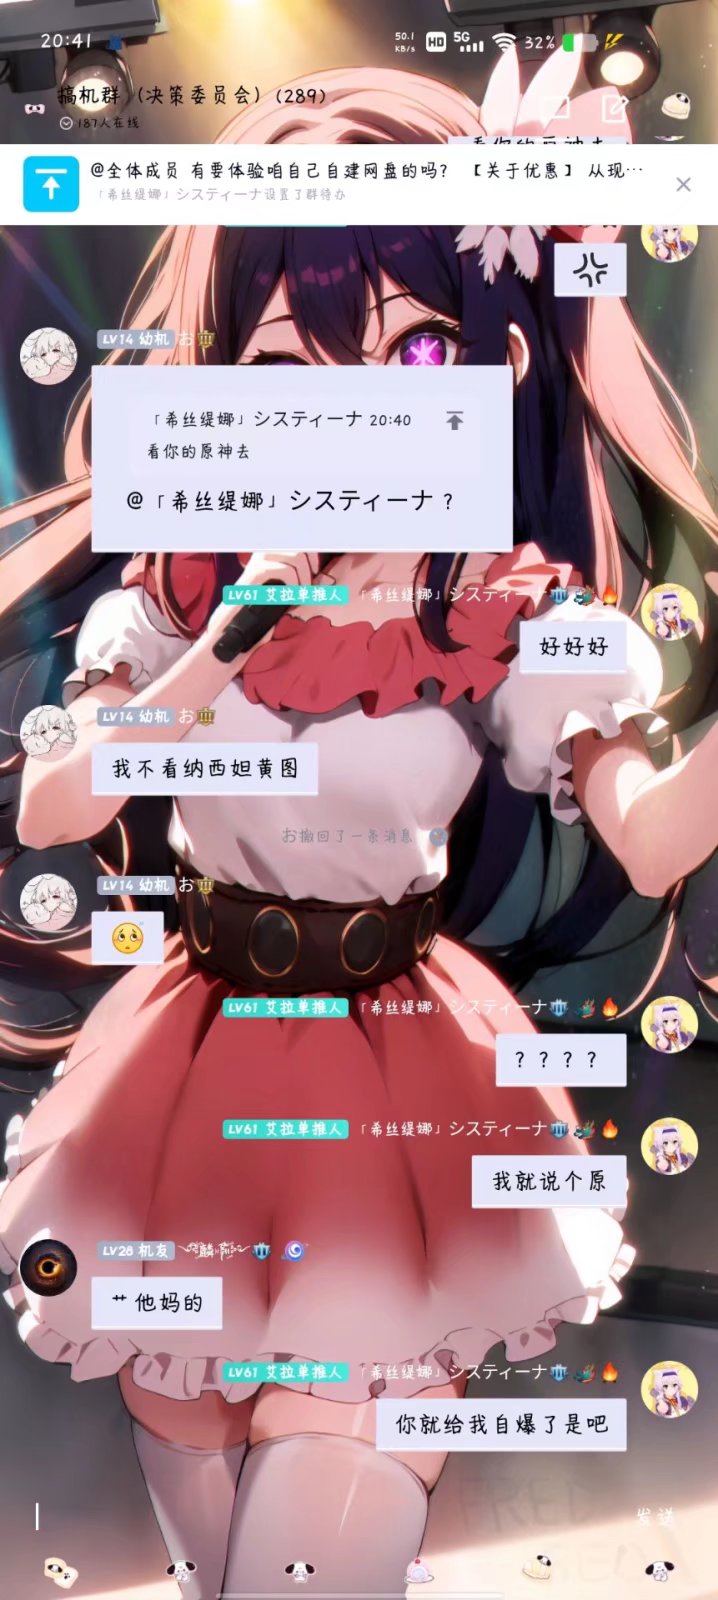 20:41
50.1 KB/s HD 5G 32%
搞机群 (决策委员会) (289)
187人在线
@全体成员 有要体验咱自己自建网盘的吗? 【关于优惠】 从现…
「希丝缇娜」システィーナ设置了群待办
LV14 幼机 お
「希丝缇娜」システィーナ 20:40
看你的原神去
@「希丝缇娜」システィーナ ?
LV61 艾拉单推人 「希丝缇娜」システィーナ
好好好
LV14 幼机 お
我不看纳西妲黄图
お撤回了一条消息
LV14 幼机 お
LV61 艾拉单推人 「希丝缇娜」システィーナ
? ? ? ?
LV61 艾拉单推人 「希丝缇娜」システィーナ
我就说个原
LV28 机友
艹他妈的
LV61 艾拉单推人 「希丝缇娜」システィーナ
你就给我自爆了是吧
发送